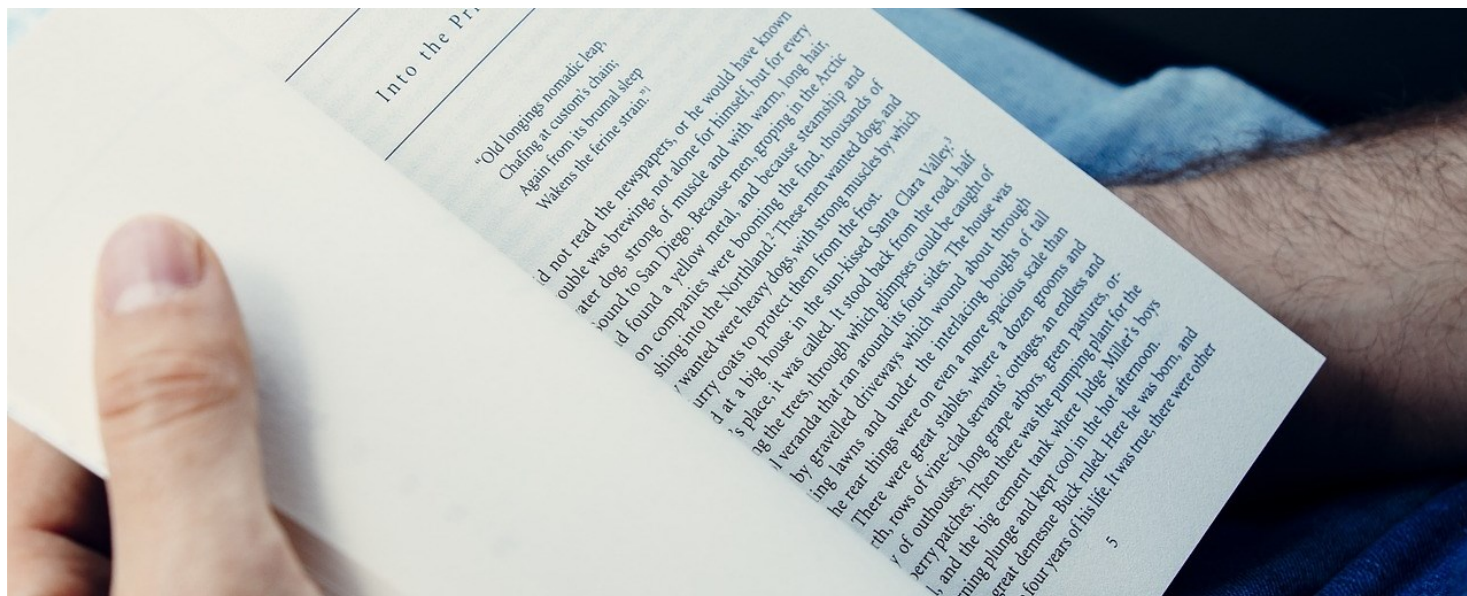 Into the Pri
“Old longings nomadic leap,
Chafing at custom's chain;
Again from its brumal sleep
Wakens the ferine strain.”1
d not read the newspapers, or he would have known
ouble was brewing, not alone for himself, but for every
ater dog, strong of muscle and with warm, long hair,
ound to San Diego. Because men, groping in the Arctic
d found a yellow metal, and because steamship and
on companies were booming the find, thousands of
shing into the Northland.2 These men wanted dogs, and
wanted were heavy dogs, with strong muscles by which
urry coats to protect them from the frost.
d at a big house in the sun-kissed Santa Clara Valley.3
's place, it was called. It stood back from the road, half
ng the trees, through which glimpses could be caught of
l veranda that ran around its four sides. The house was
by gravelled driveways which wound about through
ing lawns and under the interlacing boughs of tall
he rear things were on even a more spacious scale than
There were great stables, where a dozen grooms and
rth, rows of vine-clad servants' cottages, an endless and
of outhouses, long grape arbors, green pastures, or-
berry patches. Then there was the pumping plant for the
l, and the big cement tank where Judge Miller's boys
rning plunge and kept cool in the hot afternoon.
great demesne Buck ruled. Here he was born, and
four years of his life. It was true, there were other
5